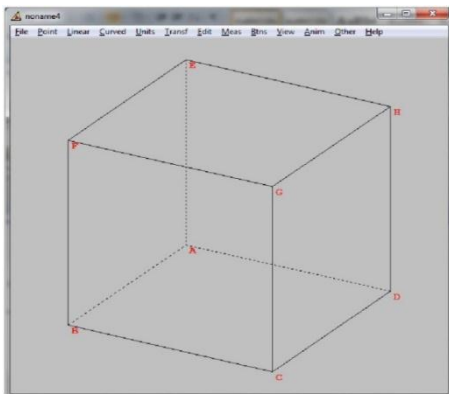 noname4
File Point Linear Curved Units Transf Edit Meas Btns View Anim Other Help
E
H
F
G
A
D
B
C